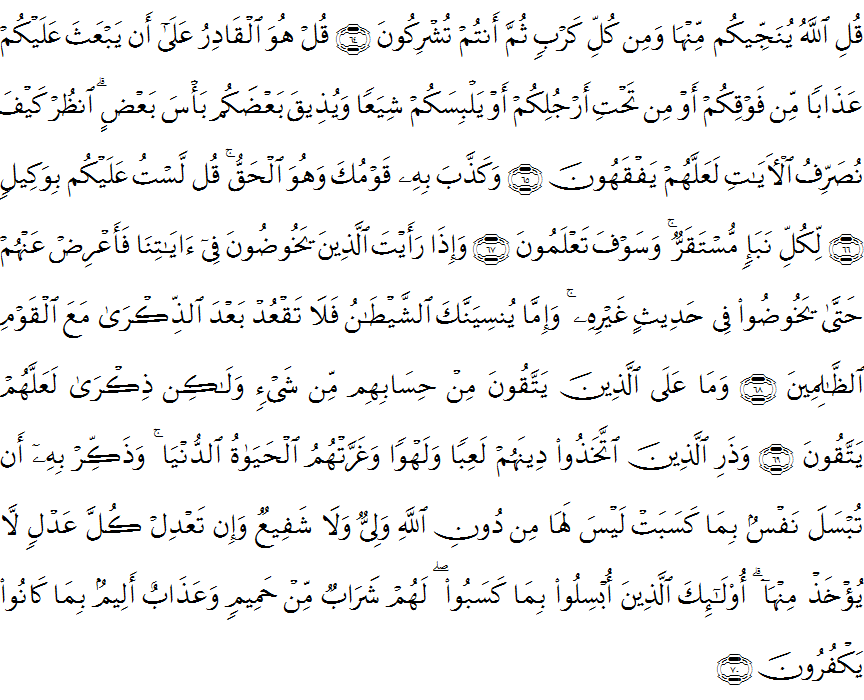 قُلِ ٱللَّهُ يُنَجِّيكُم مِّنْهَا وَمِن كُلِّ كَرْبٍ ثُمَّ أَنتُمْ تُشْرِكُونَ ﴿٦٤﴾ قُلْ هُوَ ٱلْقَادِرُ عَلَىٰٓ أَن يَبْعَثَ عَلَيْكُمْ
عَذَابًا مِّن فَوْقِكُمْ أَوْ مِن تَحْتِ أَرْجُلِكُمْ أَوْ يَلْبِسَكُمْ شِيَعًا وَيُذِيقَ بَعْضَكُم بَأْسَ بَعْضٍ ۗ ٱنظُرْ كَيْفَ
نُصَرِّفُ ٱلْأَيَـٰتِ لَعَلَّهُمْ يَفْقَهُونَ ﴿٦٥﴾ وَكَذَّبَ بِهِۦ قَوْمُكَ وَهُوَ ٱلْحَقُّ ۚ قُل لَّسْتُ عَلَيْكُم بِوَكِيلٍ
﴿٦٦﴾ لِّكُلِّ نَبَإٍ مُّسْتَقَرٌّ ۚ وَسَوْفَ تَعْلَمُونَ ﴿٦٧﴾ وَإِذَا رَأَيْتَ ٱلَّذِينَ يَخُوضُونَ فِىٓ ءَايَـٰتِنَا فَأَعْرِضْ عَنْهُمْ
حَتَّىٰ يَخُوضُوا۟ فِى حَدِيثٍ غَيْرِهِۦ ۚ وَإِمَّا يُنسِيَنَّكَ ٱلشَّيْطَـٰنُ فَلَا تَقْعُدْ بَعْدَ ٱلذِّكْرَىٰ مَعَ ٱلْقَوْمِ
ٱلظَّـٰلِمِينَ ﴿٦٨﴾ وَمَا عَلَى ٱلَّذِينَ يَتَّقُونَ مِنْ حِسَابِهِم مِّن شَىْءٍ وَلَـٰكِن ذِكْرَىٰ لَعَلَّهُمْ
يَتَّقُونَ ﴿٦٩﴾ وَذَرِ ٱلَّذِينَ ٱتَّخَذُوا۟ دِينَهُمْ لَعِبًا وَلَهْوًا وَغَرَّتْهُمُ ٱلْحَيَوٰةُ ٱلدُّنْيَا ۚ وَذَكِّرْ بِهِۦٓ أَن
تُبْسَلَ نَفْسٌۢ بِمَا كَسَبَتْ لَيْسَ لَهَا مِن دُونِ ٱللَّهِ وَلِىٌّ وَلَا شَفِيعٌ وَإِن تَعْدِلْ كُلَّ عَدْلٍ لَّا
يُؤْخَذْ مِنْهَآ ۗ أُو۟لَـٰٓئِكَ ٱلَّذِينَ أُبْسِلُوا۟ بِمَا كَسَبُوا۟ ۖ لَهُمْ شَرَابٌ مِّنْ حَمِيمٍ وَعَذَابٌ أَلِيمٌۢ بِمَا كَانُوا۟
يَكْفُرُونَ ﴿٧٠﴾